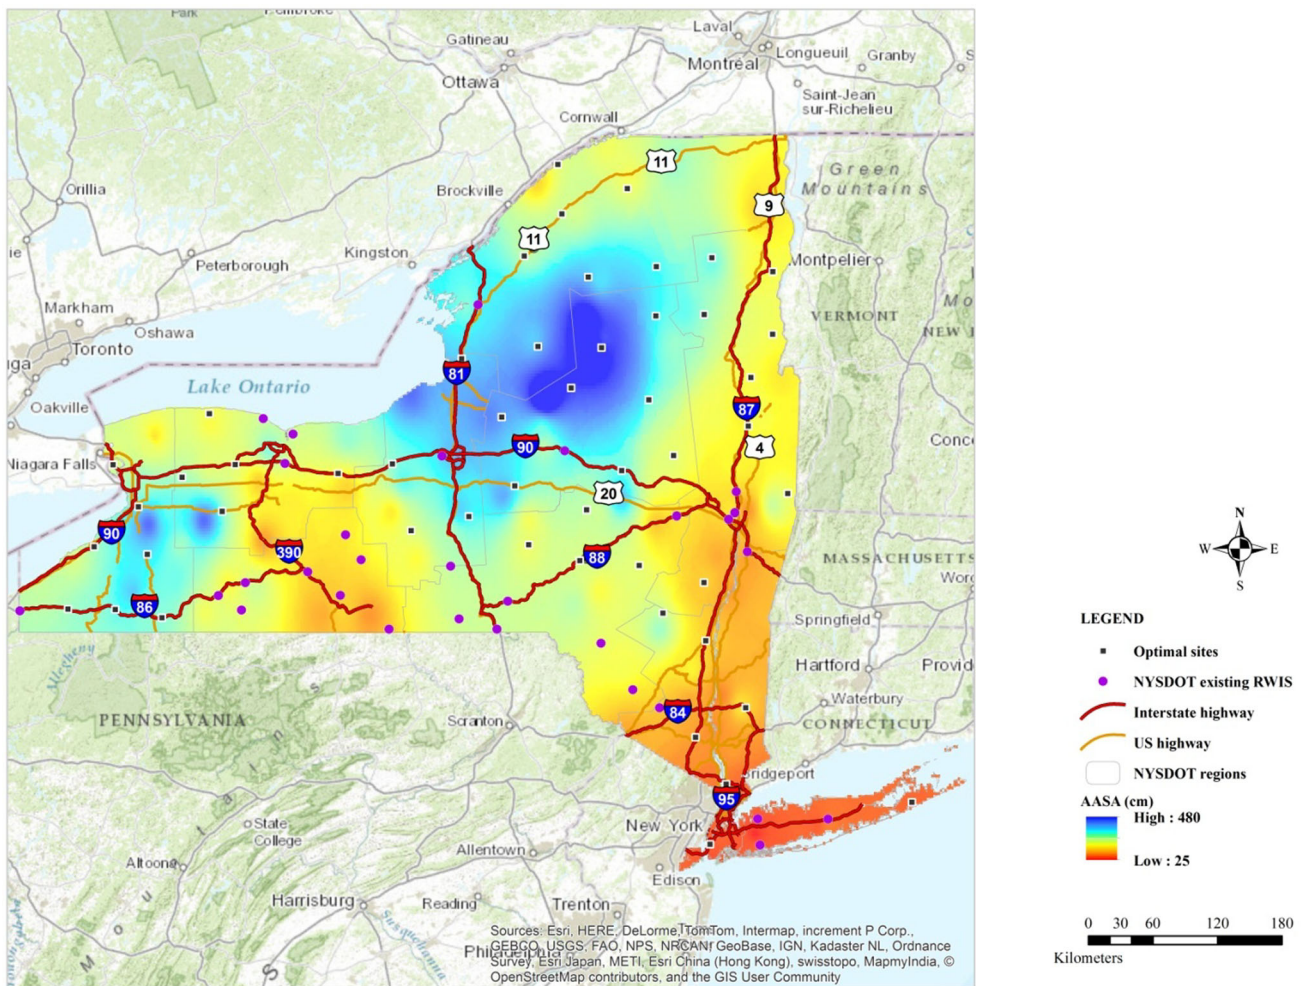 Park
Pembroke
Gatineau
Ottawa
Laval
Longueuil
Granby
S
Montréal
Saint-Jean
sur-Richelieu
Cornwall
Brockville
Orillia
ie
Kingston
Peterborough
Markham
Oshawa
Toronto
ga
Oakville
Lake Ontario
Niagara Falls
11
11
9
Green
Mountains
Montpelier
Mo
VERMONT
NEW
81
87
4
90
20
Conc
90
390
88
86
MASSACHUSETTS
Worc
Springfield
Hartford
Provid
Waterbury
CONNECTICUT
Allegheny
PENNSYLVANIA
Scranton
84
Bridgeport
95
New York
State
College
Allentown
Altoona
Edison
Harrisburg
Reading
Trenton
Susquehanna
Philadelphia
Sources: Esri, HERE, DeLorme, TomTom, Intermap, increment P Corp.,
GEBCO, USGS, FAO, NPS, NRCAN, GeoBase, IGN, Kadaster NL, Ordnance
Survey, Esri Japan, METI, Esri China (Hong Kong), swisstopo, MapmyIndia, ©
OpenStreetMap contributors, and the GIS User Community
N
W E
S
LEGEND
Optimal sites
NYSDOT existing RWIS
Interstate highway
US highway
NYSDOT regions
AASA (cm)
High : 480
Low : 25
0 30 60 120 180
Kilometers